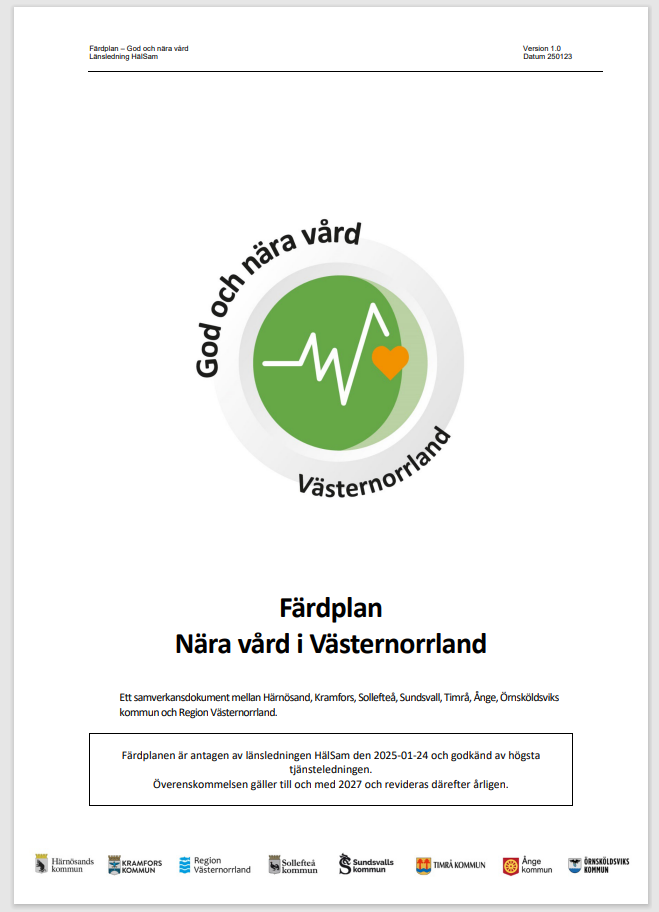 Färdplan – God och nära vård
Länsledning HälSam
Version 1.0
Datum 250123
God och nära vård
Västernorrland
Färdplan
Nära vård i Västernorrland
Ett samverkansdokument mellan Härnösand, Kramfors, Sollefteå, Sundsvall, Timrå, Ånge, Örnsköldsviks
kommun och Region Västernorrland.
Färdplanen är antagen av länsledningen HälSam den 2025-01-24 och godkänd av högsta
tjänsteledningen.
Överenskommelsen gäller till och med 2027 och revideras därefter årligen.
Härnösands
kommun
KRAMFORS
KOMMUN
Region
Västernorrland
Sollefteå
kommun
Sundsvalls
kommun
TIMRÅ KOMMUN
Ånge
kommun
ÖRNSKÖLDSVIKS
KOMMUN